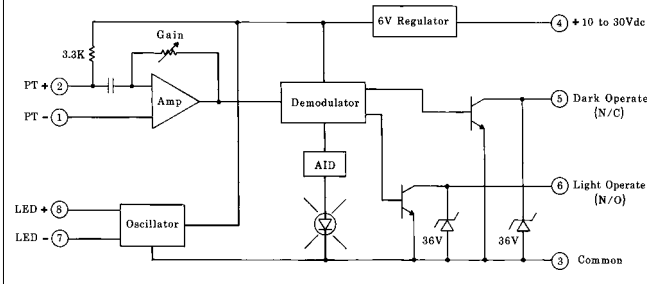 6V Regulator
4 +10 to 30Vdc
Gain
3.3K
PT + 2
Amp
PT - 1
Demodulator
5 Dark Operate
(N/C)
AID
6 Light Operate
(N/O)
LED + 8
Oscillator
LED - 7
36V
36V
3 Common